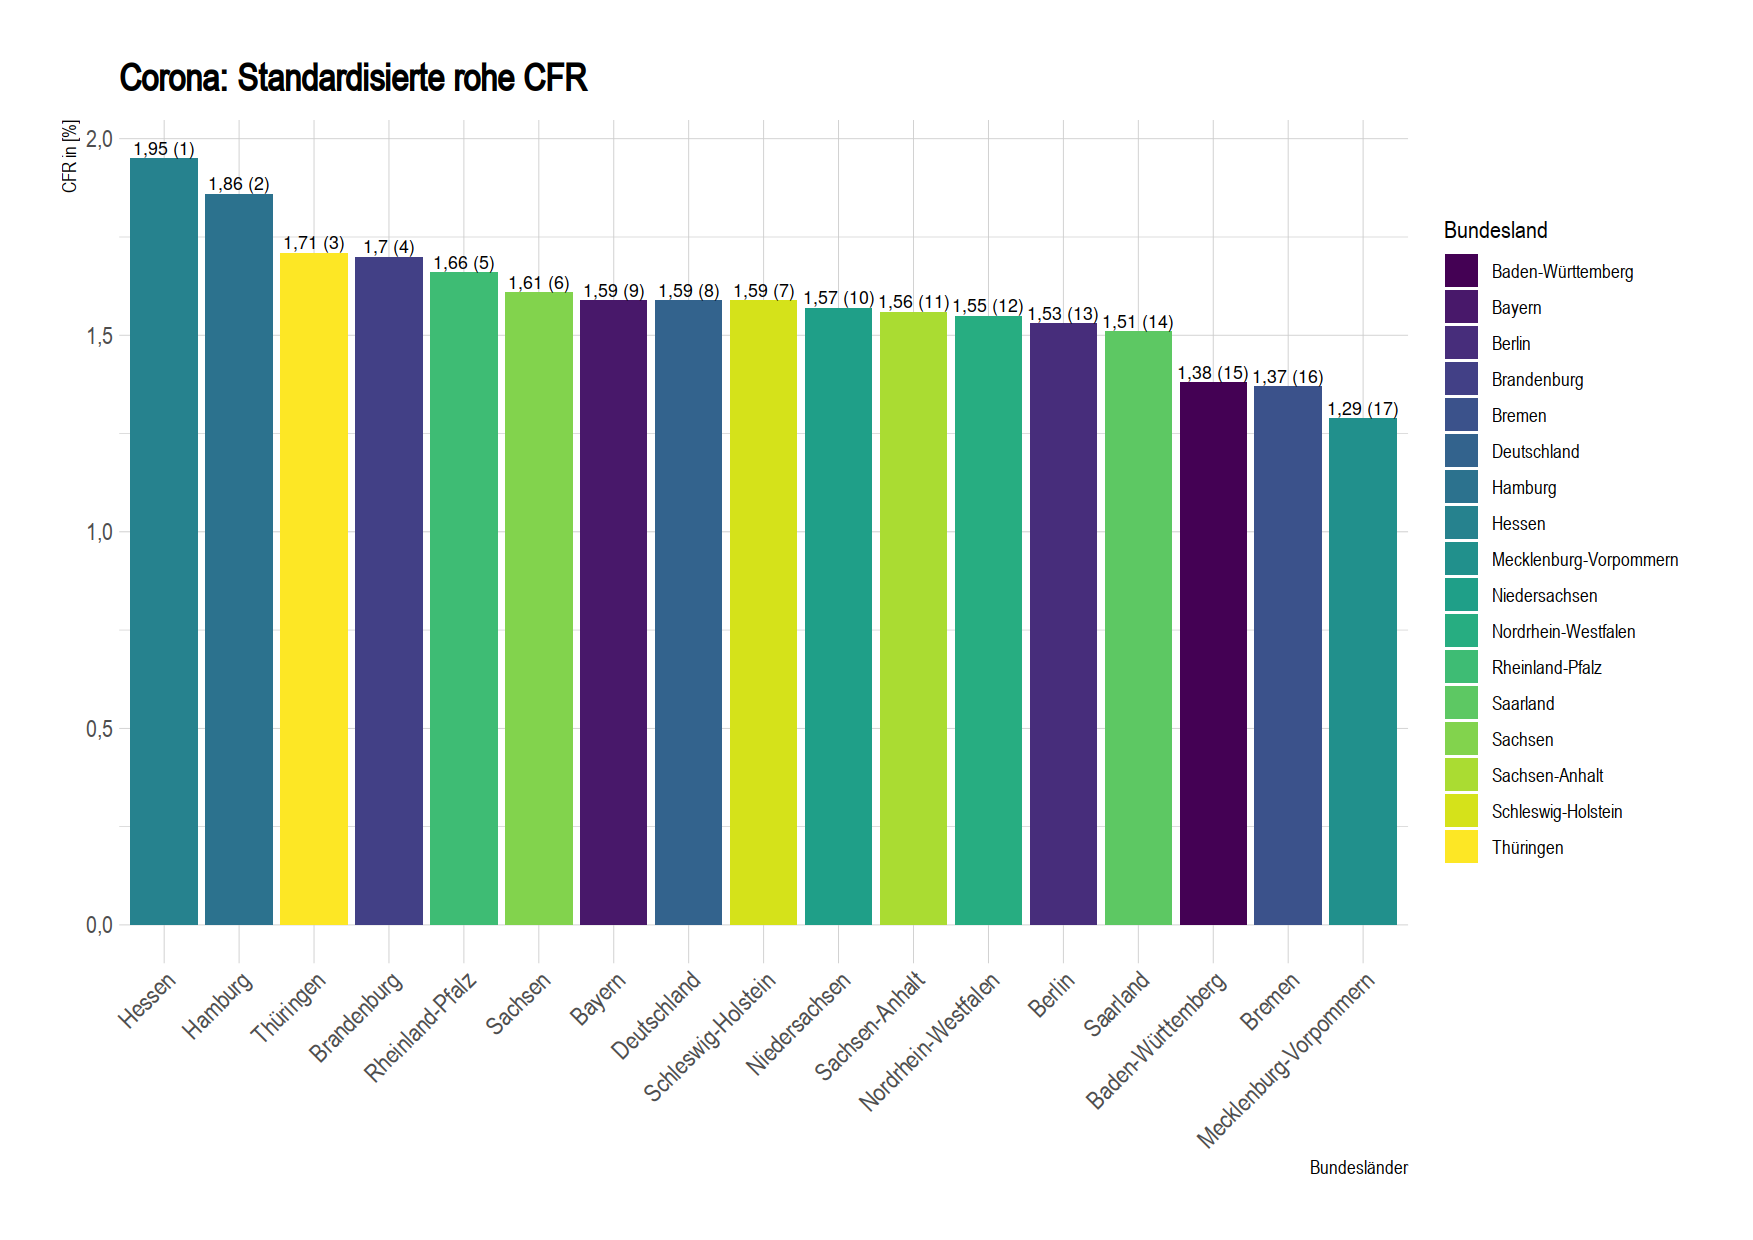 Corona: Standardisierte rohe CFR
CFR in [%]
2,0
1,5
1,0
0,5
0,0
1,95 (1)
1,86 (2)
1,71 (3)
1,7 (4)
1,66 (5)
1,61 (6)
1,59 (9)
1,59 (8)
1,59 (7)
1,57 (10)
1,56 (11)
1,55 (12)
1,53 (13)
1,51 (14)
1,38 (15)
1,37 (16)
1,29 (17)
Hessen
Hamburg
Thüringen
Brandenburg
Rheinland-Pfalz
Sachsen
Bayern
Deutschland
Schleswig-Holstein
Niedersachsen
Sachsen-Anhalt
Nordrhein-Westfalen
Berlin
Saarland
Baden-Württemberg
Bremen
Mecklenburg-Vorpommern
Bundesländer
Bundesland
Baden-Württemberg
Bayern
Berlin
Brandenburg
Bremen
Deutschland
Hamburg
Hessen
Mecklenburg-Vorpommern
Niedersachsen
Nordrhein-Westfalen
Rheinland-Pfalz
Saarland
Sachsen
Sachsen-Anhalt
Schleswig-Holstein
Thüringen